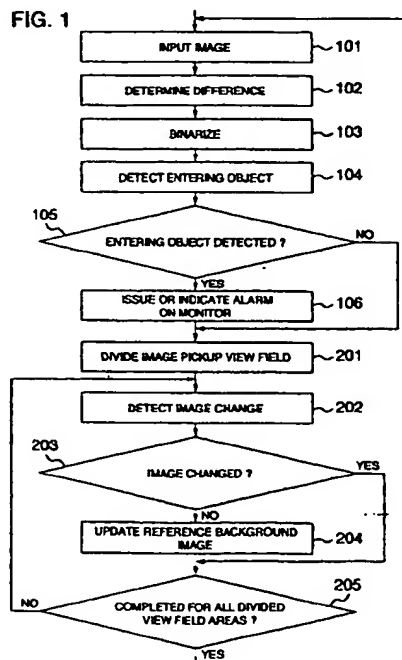 FIG. 1
INPUT IMAGE
101
DETERMINE DIFFERENCE
102
BINARIZE
103
DETECT ENTERING OBJECT
104
105
ENTERING OBJECT DETECTED ?
NO
YES
ISSUE OR INDICATE ALARM
ON MONITOR
106
DIVIDE IMAGE PICKUP VIEW FIELD
201
DETECT IMAGE CHANGE
202
203
IMAGE CHANGED ?
YES
NO
UPDATE REFERENCE BACKGROUND
IMAGE
204
205
NO
COMPLETED FOR ALL DIVIDED
VIEW FIELD AREAS ?
YES